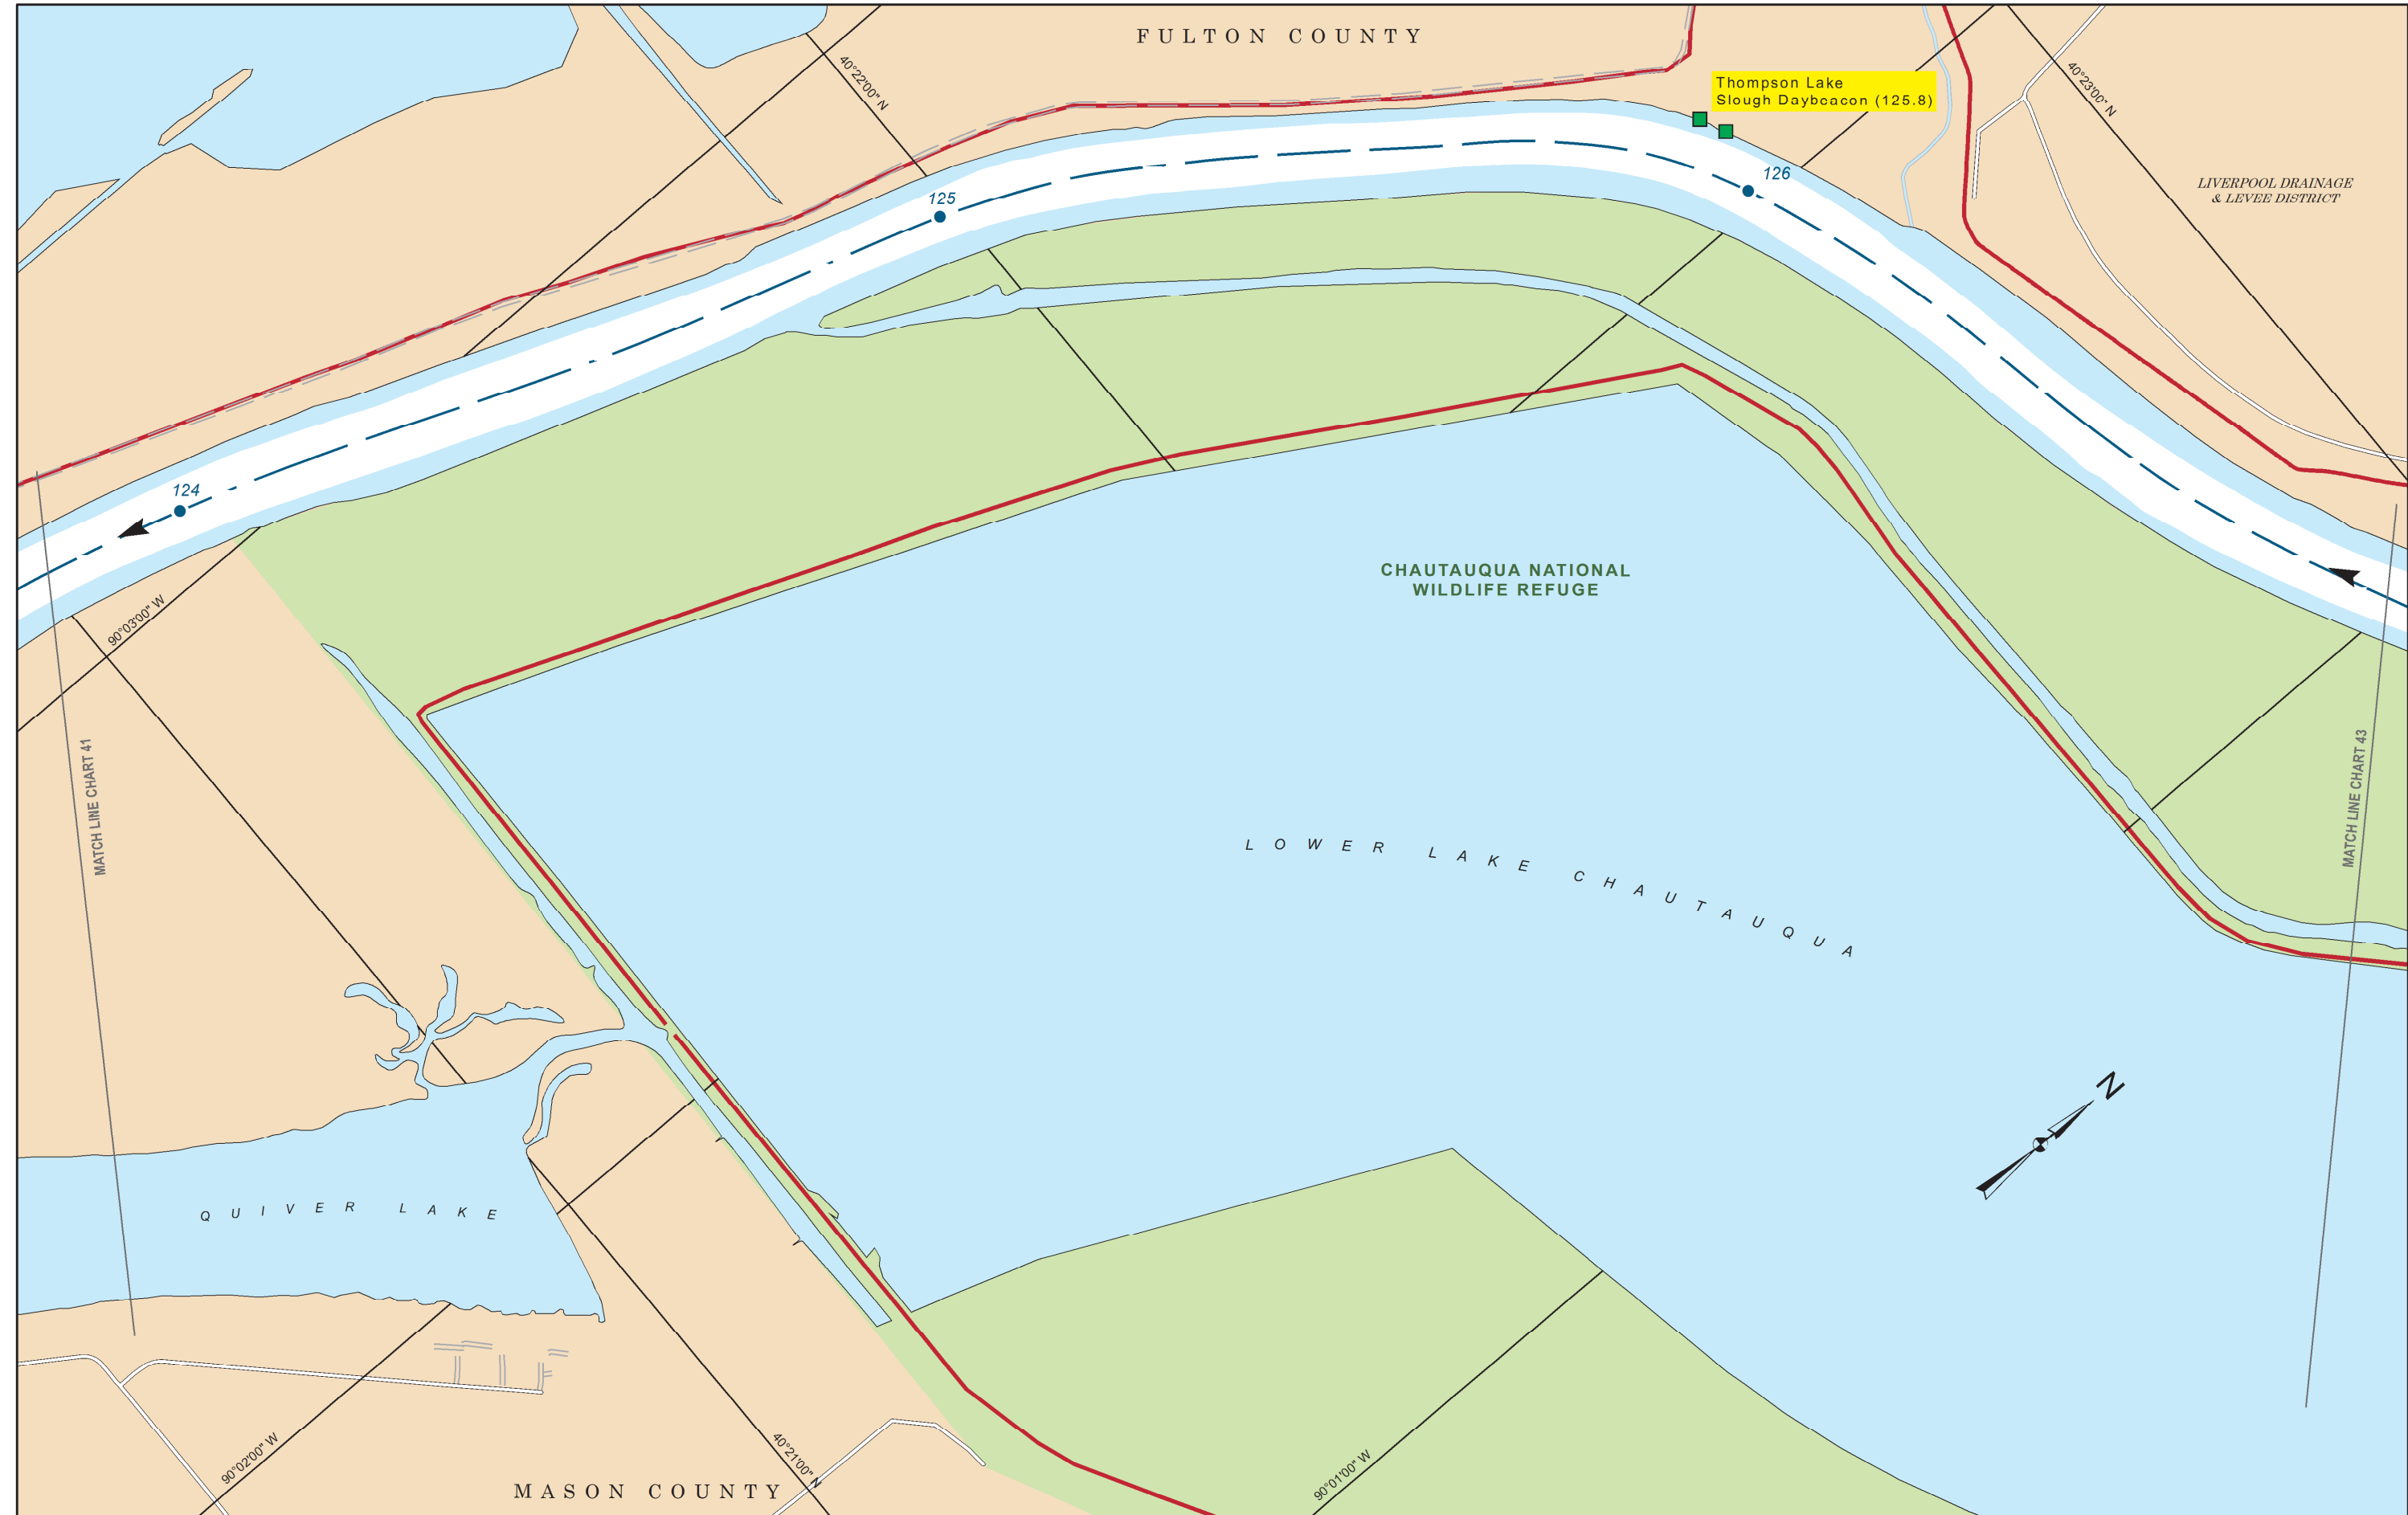 FULTON COUNTY
40°22'00" N
Thompson Lake
Slough Daybeacon (125.8)
40°23'00" N
126
LIVERPOOL DRAINAGE
& LEVEE DISTRICT
125
124
CHAUTAUQUA NATIONAL
WILDLIFE REFUGE
90°03'00" W
MATCH LINE CHART 41
MATCH LINE CHART 43
LOWER LAKE CHAUTAUQUA
N
QUIVER LAKE
90°02'00" W
40°21'00" N
90°01'00" W
MASON COUNTY